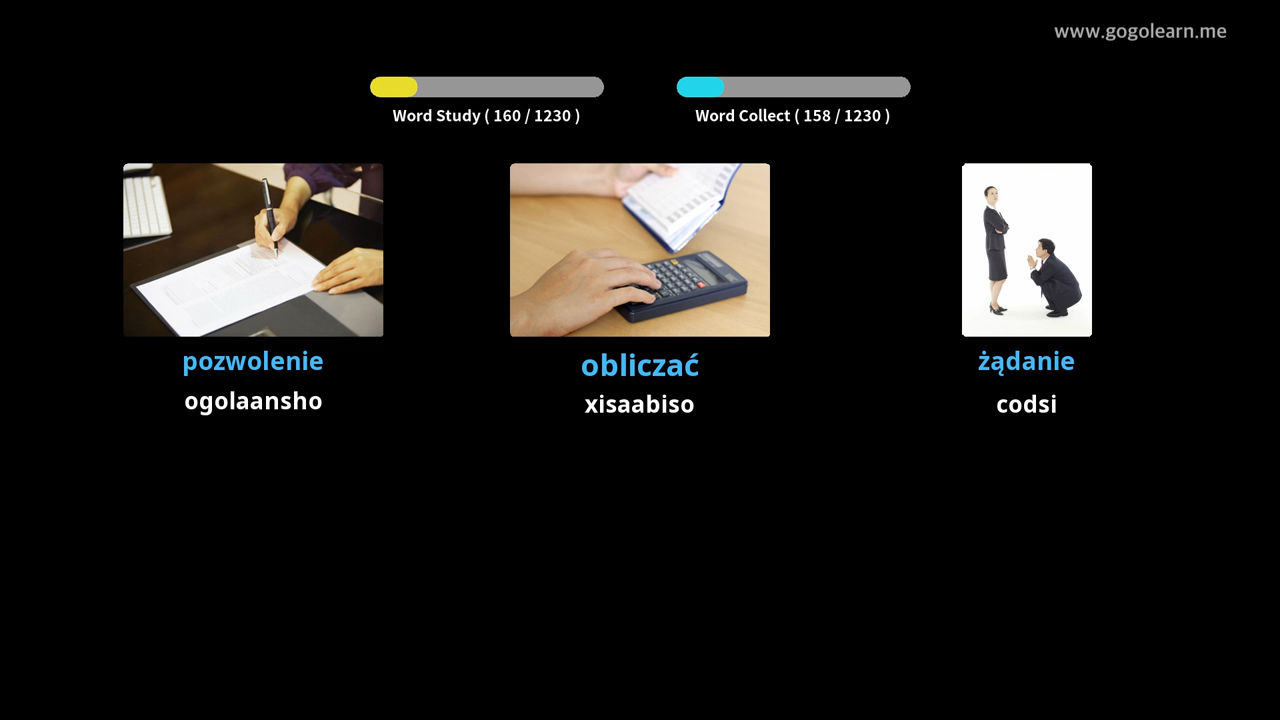 www.gogolearn.me
Word Study ( 160 / 1230 )
Word Collect ( 158 / 1230 )
pozwolenie
ogolaansho
obliczać
xisaabiso
żądanie
codsi